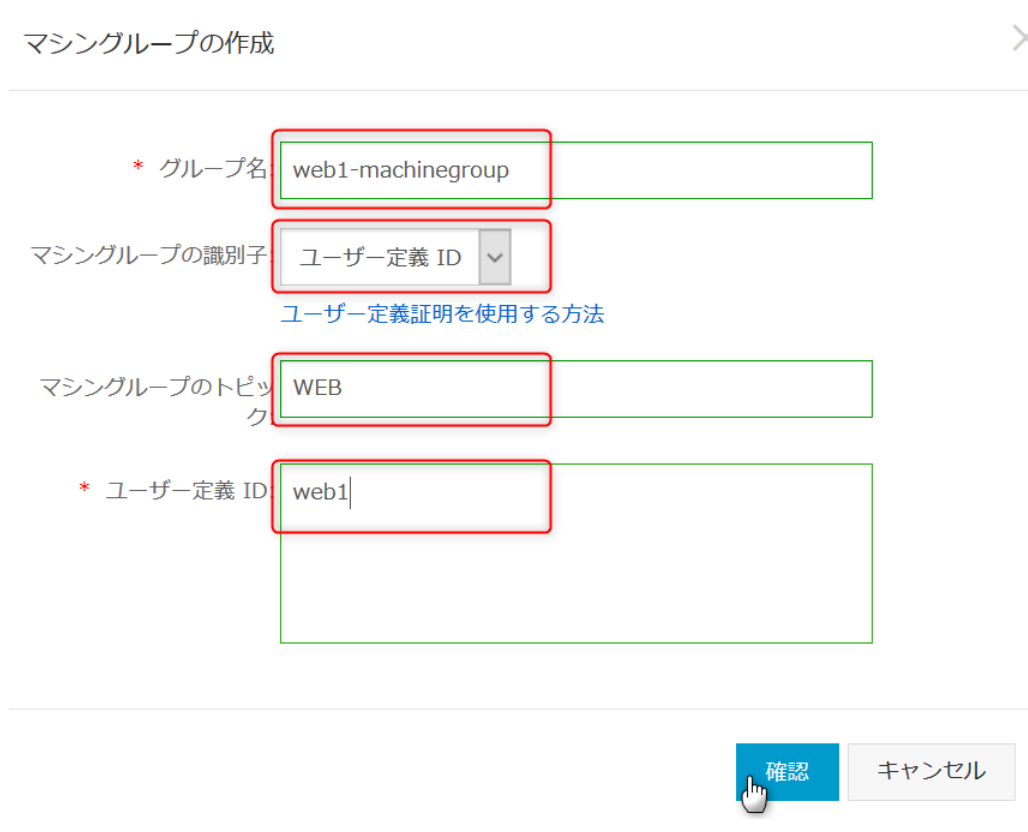 マシングループの作成
* グループ名: web1-machinegroup
マシングループの識別子: ユーザー定義 ID
ユーザー定義証明を使用する方法
マシングループのトピッ
ク: WEB
* ユーザー定義 ID: web1
確認 キャンセル